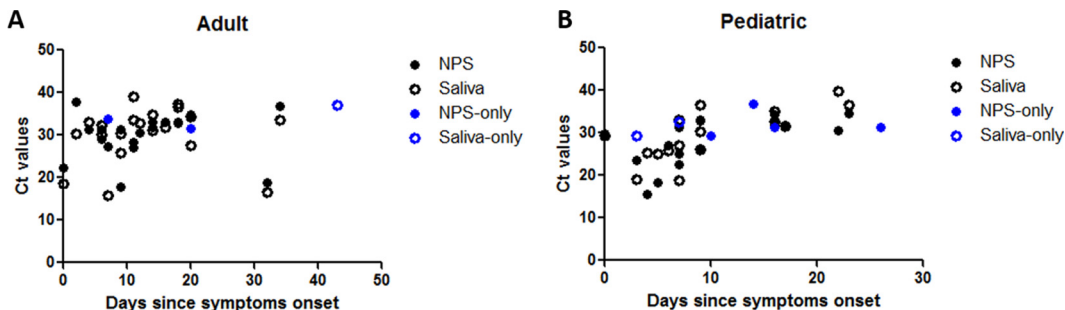 A
Adult
Ct values
50
40
30
20
10
0
0 10 20 30 40 50
Days since symptoms onset
NPS
Saliva
NPS-only
Saliva-only
B
Pediatric
Ct values
50
40
30
20
10
0
0 10 20 30
Days since symptoms onset
NPS
Saliva
NPS-only
Saliva-only